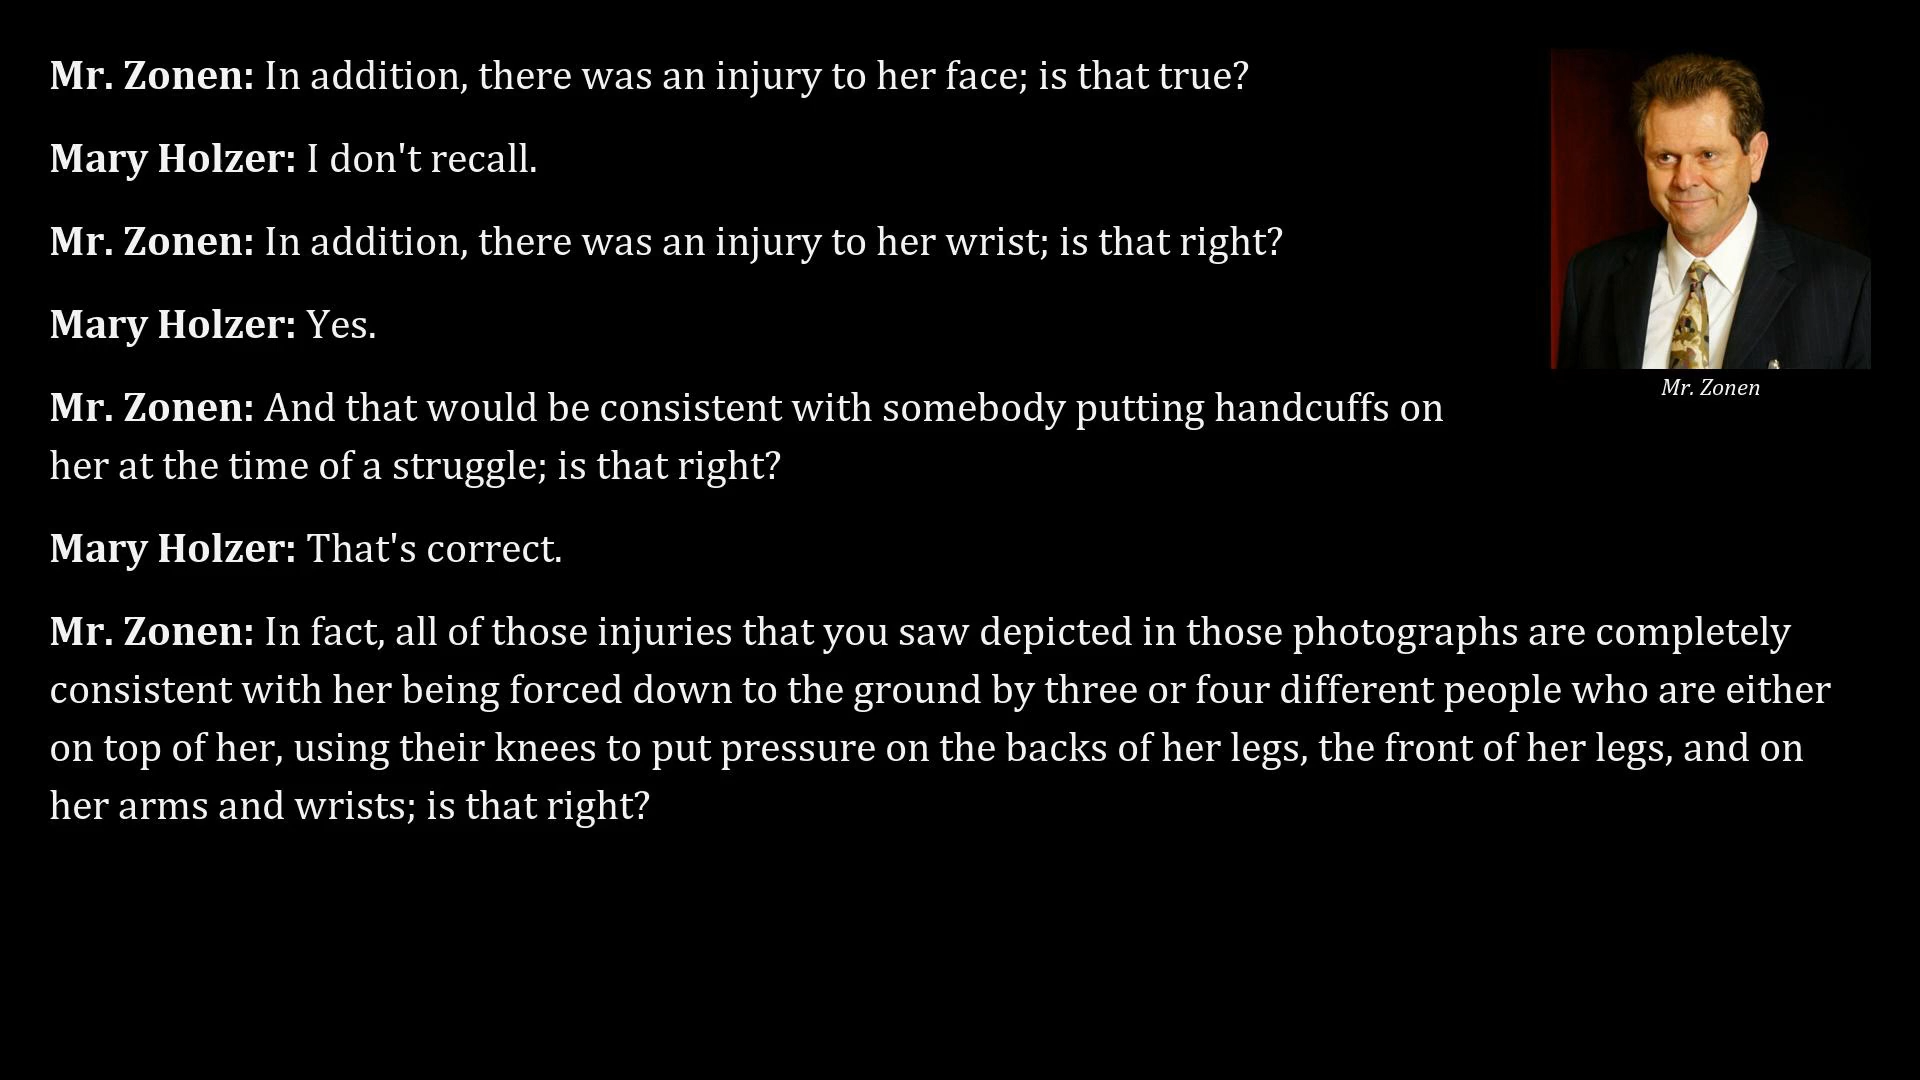 Mr. Zonen: In addition, there was an injury to her face; is that true?
Mary Holzer: I don't recall.
Mr. Zonen: In addition, there was an injury to her wrist; is that right?
Mary Holzer: Yes.
Mr. Zonen: And that would be consistent with somebody putting handcuffs on
her at the time of a struggle; is that right?
Mary Holzer: That's correct.
Mr. Zonen: In fact, all of those injuries that you saw depicted in those photographs are completely
consistent with her being forced down to the ground by three or four different people who are either
on top of her, using their knees to put pressure on the backs of her legs, the front of her legs, and on
her arms and wrists; is that right?
Mr. Zonen